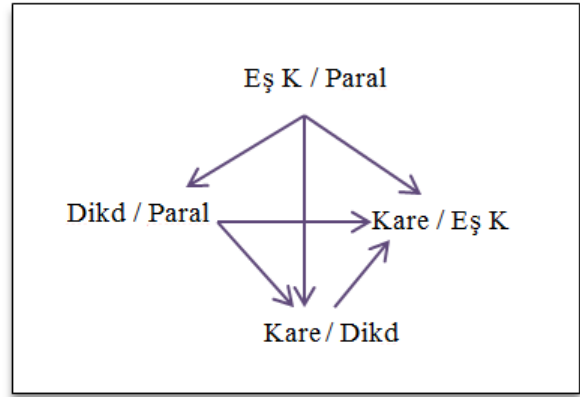 Eş K / Paral
Dikd / Paral
Kare / Eş K
Kare / Dikd